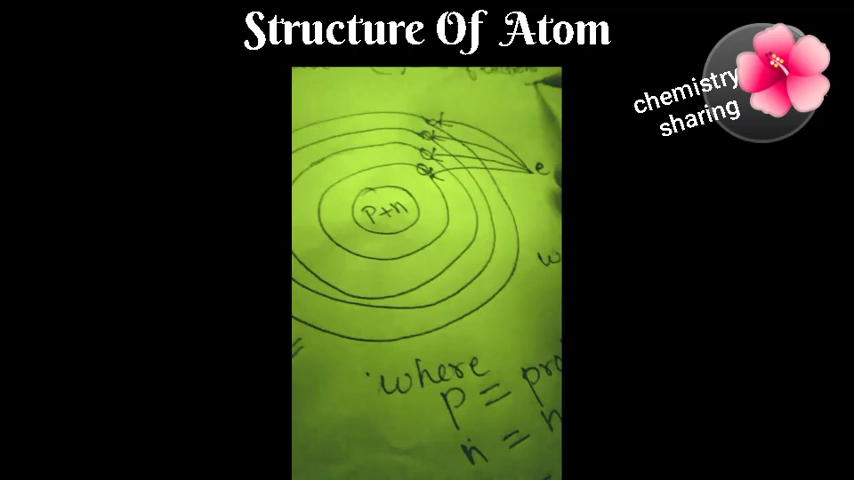 Structure Of Atom
chemistry
sharing
e
p+n
w
where
p = pro
n = n